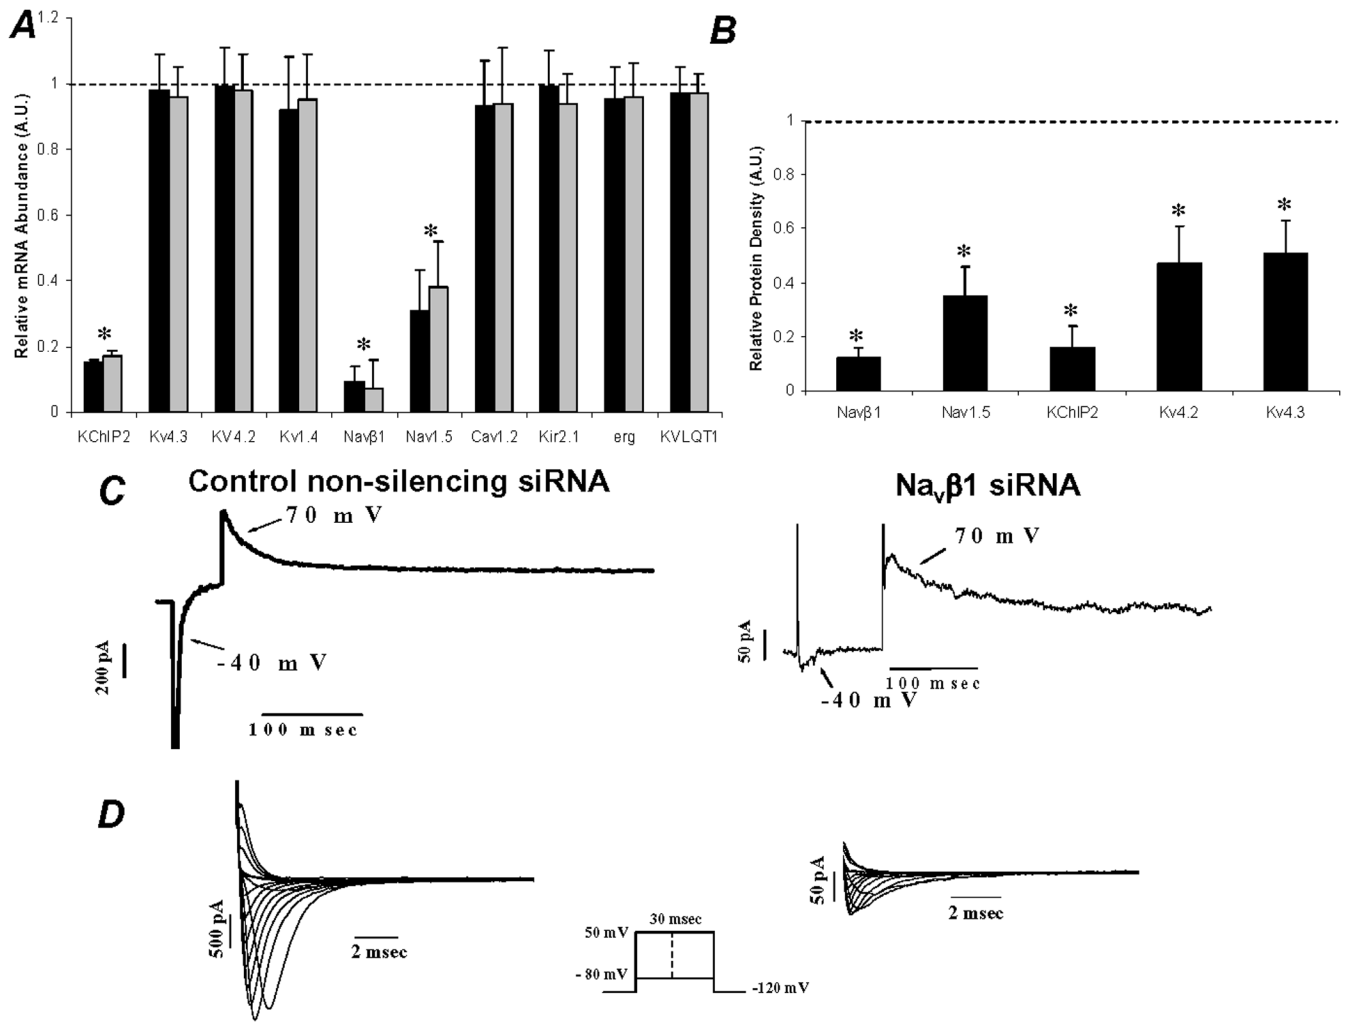 A
Relative mRNA Abundance (A.U.)
1.2
1
0.8
0.6
0.4
0.2
0
*
*
*
KChIP2 Kv4.3 KV4.2 Kv1.4 Navβ1 Nav1.5 Cav1.2 Kir2.1 erg KVLQT1
B
Relative Protein Density (A.U.)
1
0.8
0.6
0.4
0.2
0
*
*
*
*
*
Navβ1 Nav1.5 KChIP2 Kv4.2 Kv4.3
C
Control non-silencing siRNA
70 mV
-40 mV
200 pA
100 msec
Navβ1 siRNA
70 mV
50 pA
100 msec
-40 mV
D
500 pA
2 msec
30 msec
50 mV
- 80 mV
-120 mV
50 pA
2 msec